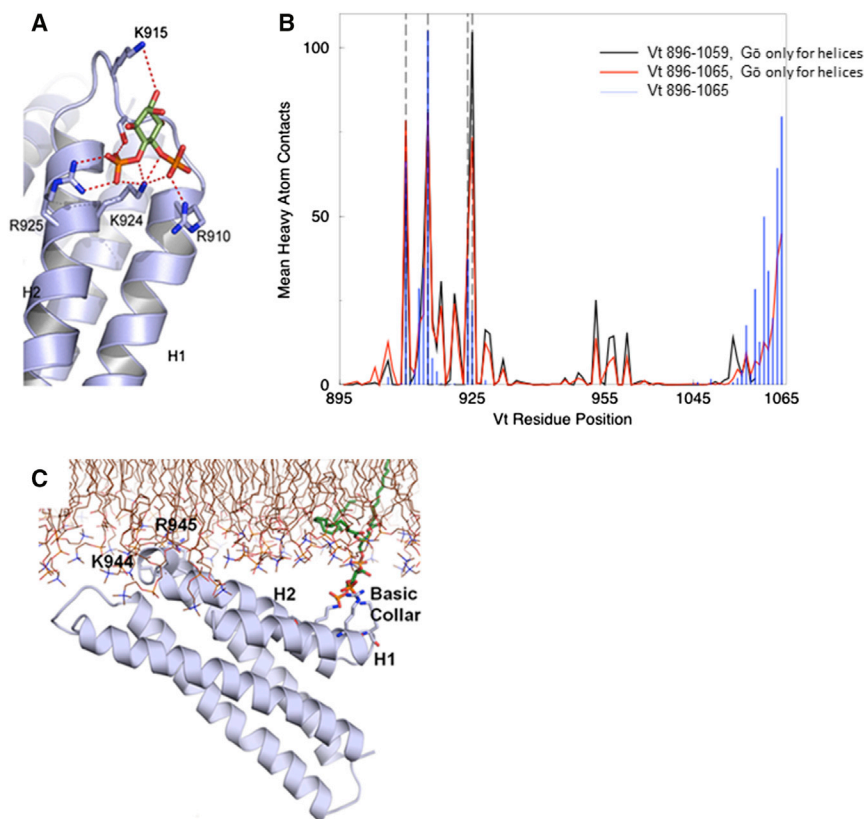 A
K915
R925
K924
R910
H2
H1
B
100
50
0
Mean Heavy Atom Contacts
Vt 896-1059, Gō only for helices
Vt 896-1065, Gō only for helices
Vt 896-1065
895
925
955
1045
1065
Vt Residue Position
C
R945
K944
H2
Basic
Collar
H1